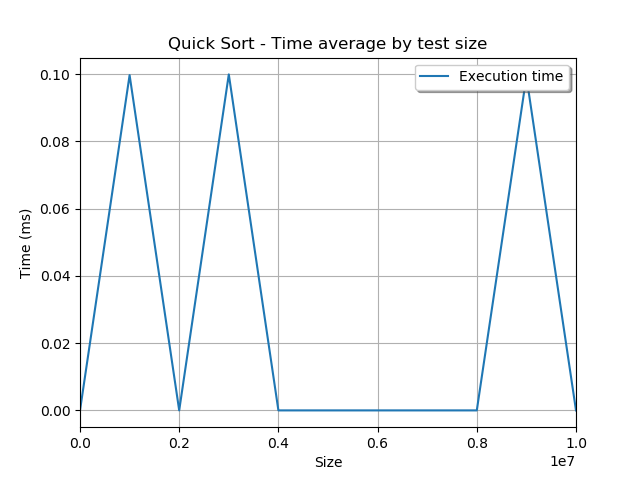 Quick Sort - Time average by test size
Execution time
Time (ms)
0.10
0.08
0.06
0.04
0.02
0.00
0.0 0.2 0.4 0.6 0.8 1.0
1e7
Size